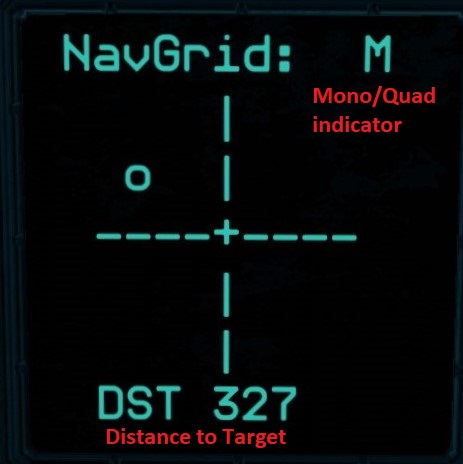 NavGrid: M
Mono/Quad
indicator
|
o |
----+----
|
|
DST 327
Distance to Target